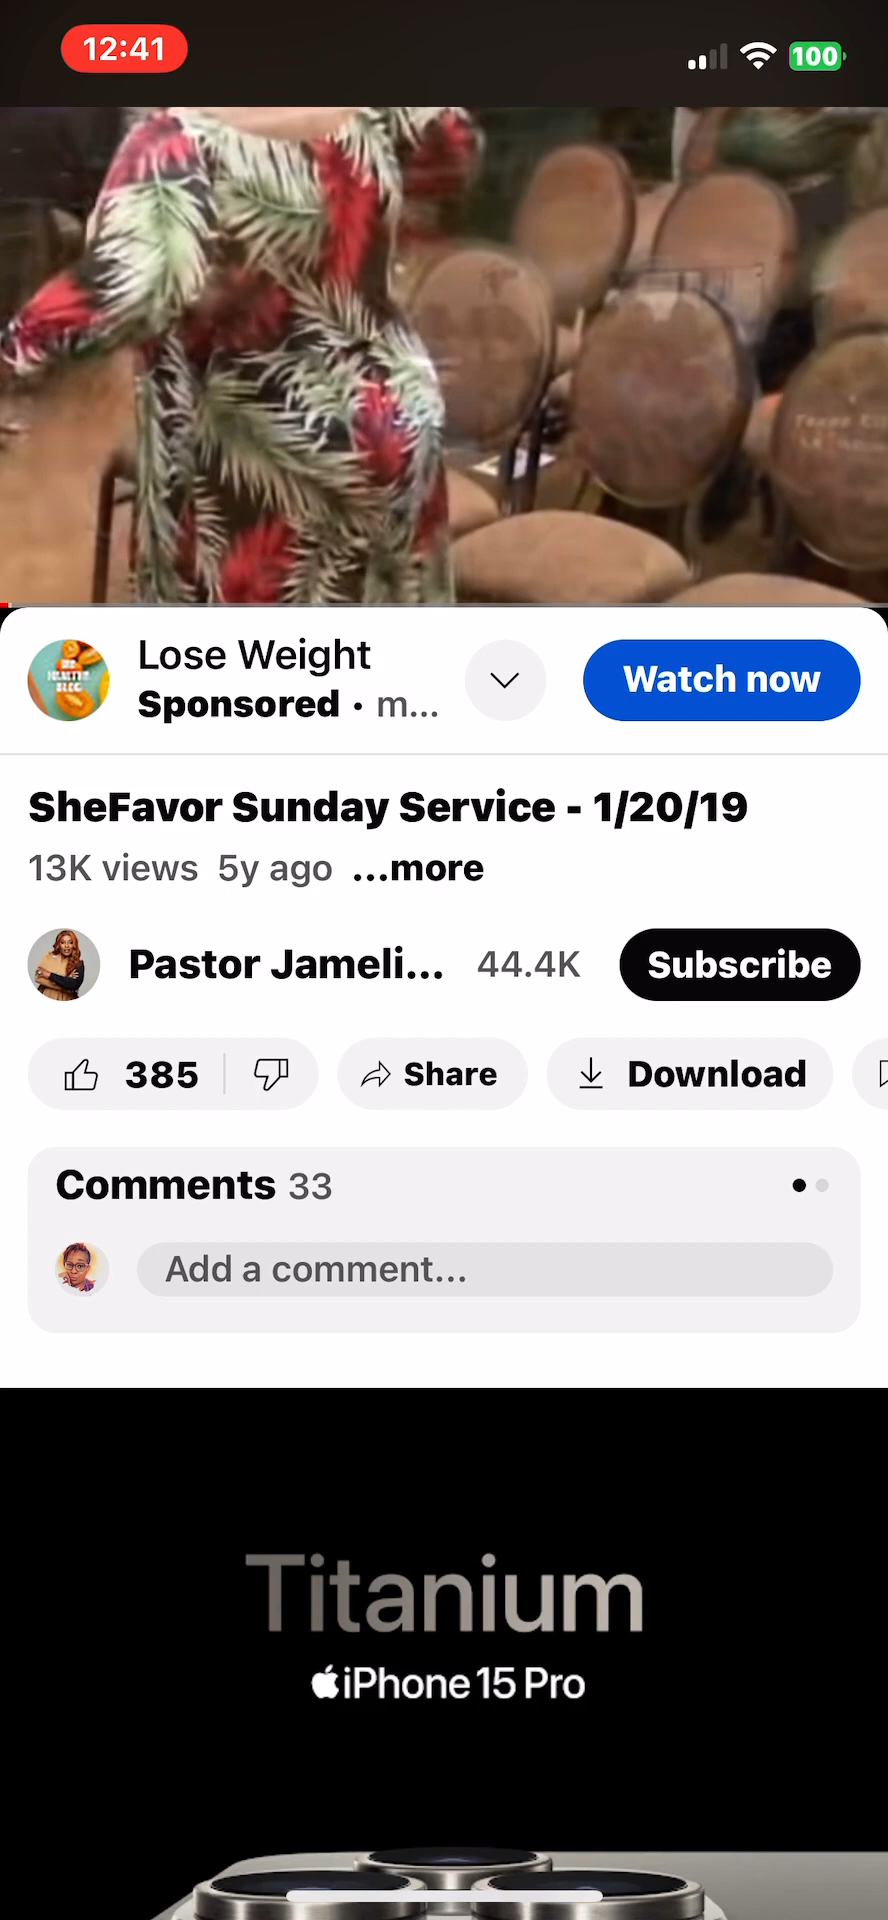 12:41
100
Lose Weight
Sponsored • m...
Watch now
SheFavor Sunday Service - 1/20/19
13K views 5y ago ...more
Pastor Jameli... 44.4K
Subscribe
385
Share
Download
Comments 33
Add a comment...
Titanium
iPhone 15 Pro